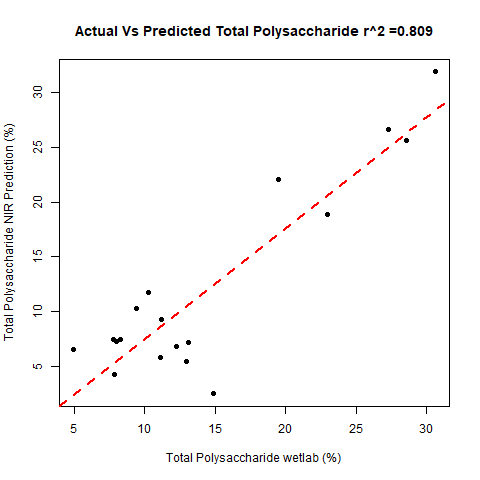 Actual Vs Predicted Total Polysaccharide r^2 =0.809
Total Polysaccharide NIR Prediction (%)
30
25
20
15
10
5
5 10 15 20 25 30
Total Polysaccharide wetlab (%)